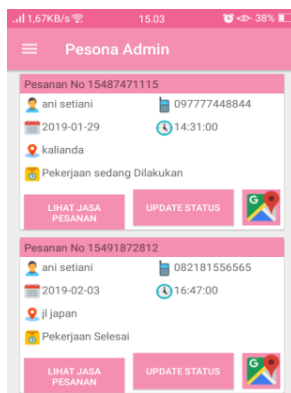 ...ıl 1,67KB/s 15.03 38%
Pesona Admin
Pesanan No 15487471115
ani setiani 097777448844
2019-01-29 14:31:00
kalianda
Pekerjaan sedang Dilakukan
LIHAT JASA PESANAN UPDATE STATUS
Pesanan No 15491872812
ani setiani 082181556565
2019-02-03 16:47:00
jl japan
Pekerjaan Selesai
LIHAT JASA PESANAN UPDATE STATUS